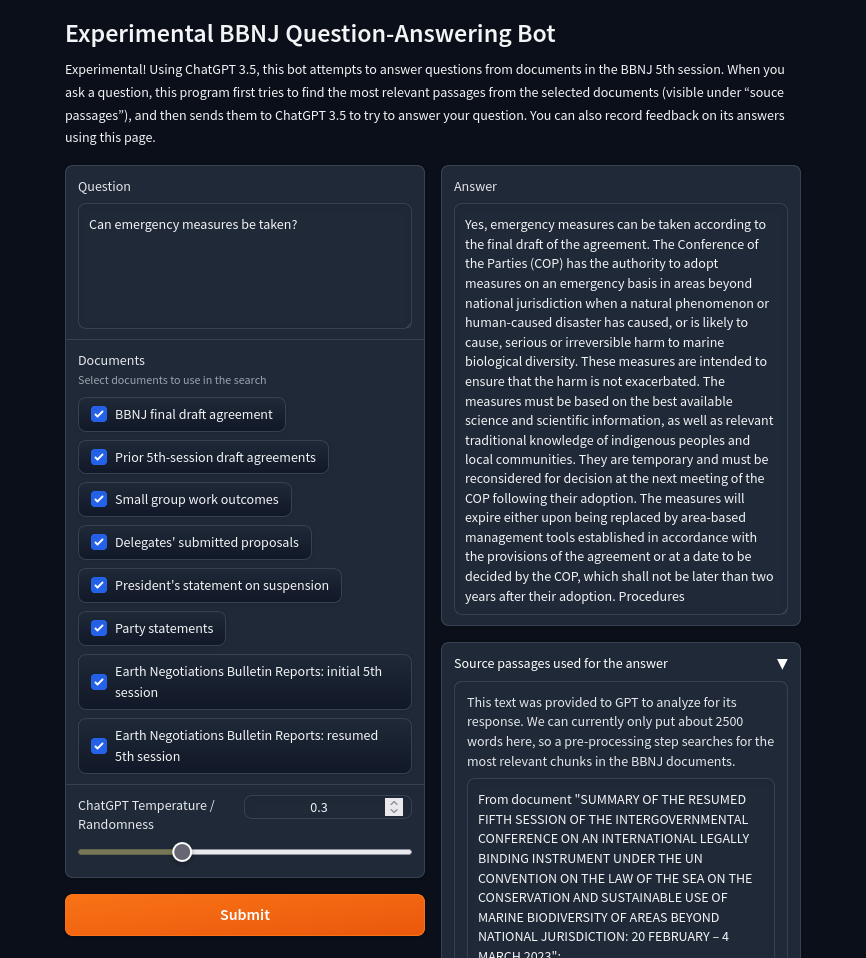 Experimental BBNJ Question-Answering Bot
Experimental! Using ChatGPT 3.5, this bot attempts to answer questions from documents in the BBNJ 5th session. When you
ask a question, this program first tries to find the most relevant passages from the selected documents (visible under “souce
passages”), and then sends them to ChatGPT 3.5 to try to answer your question. You can also record feedback on its answers
using this page.
Question
Can emergency measures be taken?
Documents
Select documents to use in the search
BBNJ final draft agreement
Prior 5th-session draft agreements
Small group work outcomes
Delegates' submitted proposals
President's statement on suspension
Party statements
Earth Negotiations Bulletin Reports: initial 5th
session
Earth Negotiations Bulletin Reports: resumed
5th session
ChatGPT Temperature /
Randomness
0.3
Submit
Answer
Yes, emergency measures can be taken according to
the final draft of the agreement. The Conference of
the Parties (COP) has the authority to adopt
measures on an emergency basis in areas beyond
national jurisdiction when a natural phenomenon or
human-caused disaster has caused, or is likely to
cause, serious or irreversible harm to marine
biological diversity. These measures are intended to
ensure that the harm is not exacerbated. The
measures must be based on the best available
science and scientific information, as well as relevant
traditional knowledge of indigenous peoples and
local communities. They are temporary and must be
reconsidered for decision at the next meeting of the
COP following their adoption. The measures will
expire either upon being replaced by area-based
management tools established in accordance with
the provisions of the agreement or at a date to be
decided by the COP, which shall not be later than two
years after their adoption. Procedures
Source passages used for the answer
This text was provided to GPT to analyze for its
response. We can currently only put about 2500
words here, so a pre-processing step searches for the
most relevant chunks in the BBNJ documents.
From document "SUMMARY OF THE RESUMED
FIFTH SESSION OF THE INTERGOVERNMENTAL
CONFERENCE ON AN INTERNATIONAL LEGALLY
BINDING INSTRUMENT UNDER THE UN
CONVENTION ON THE LAW OF THE SEA ON THE
CONSERVATION AND SUSTAINABLE USE OF
MARINE BIODIVERSITY OF AREAS BEYOND
NATIONAL JURISDICTION: 20 FEBRUARY – 4
MARCH 2023":